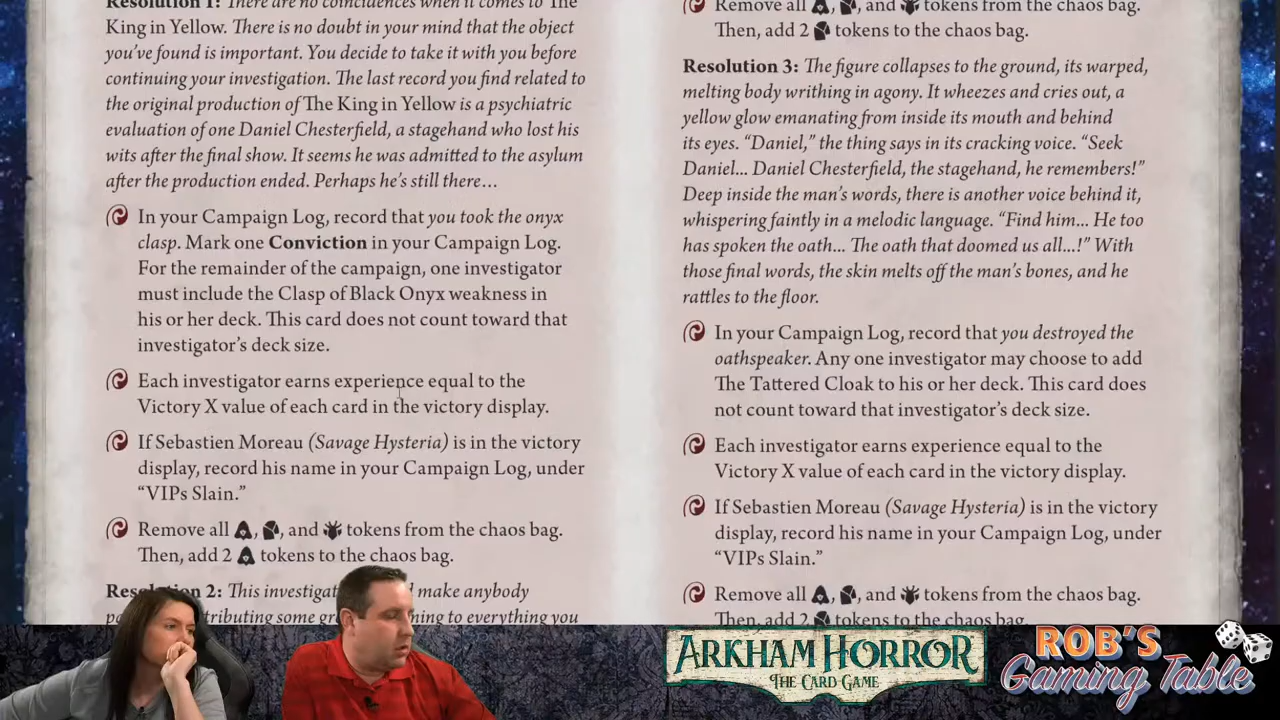 Resolution 1: There are no coincidences when it comes to The
King in Yellow. There is no doubt in your mind that the object
you've found is important. You decide to take it with you before
continuing your investigation. The last record you find related to
the original production of The King in Yellow is a psychiatric
evaluation of one Daniel Chesterfield, a stagehand who lost his
wits after the final show. It seems he was admitted to the asylum
after the production ended. Perhaps he's still there…
In your Campaign Log, record that you took the onyx
clasp. Mark one Conviction in your Campaign Log.
For the remainder of the campaign, one investigator
must include the Clasp of Black Onyx weakness in
his or her deck. This card does not count toward that
investigator's deck size.
Each investigator earns experience equal to the
Victory X value of each card in the victory display.
If Sebastien Moreau (Savage Hysteria) is in the victory
display, record his name in your Campaign Log, under
“VIPs Slain.”
Remove all , , and tokens from the chaos bag.
Then, add 2 tokens to the chaos bag.
Resolution 2: This make anybody
to everything you
Remove all , , and tokens from the chaos bag.
Then, add 2 tokens to the chaos bag.
Resolution 3: The figure collapses to the ground, its warped,
melting body writhing in agony. It wheezes and cries out, a
yellow glow emanating from inside its mouth and behind
its eyes. “Daniel,” the thing says in its cracking voice. “Seek
Daniel… Daniel Chesterfield, the stagehand, he remembers!”
Deep inside the man's words, there is another voice behind it,
whispering faintly in a melodic language. “Find him… He too
has spoken the oath… The oath that doomed us all…!” With
those final words, the skin melts off the man's bones, and he
rattles to the floor.
In your Campaign Log, record that you destroyed the
oathspeaker. Any one investigator may choose to add
The Tattered Cloak to his or her deck. This card does
not count toward that investigator's deck size.
Each investigator earns experience equal to the
Victory X value of each card in the victory display.
If Sebastien Moreau (Savage Hysteria) is in the victory
display, record his name in your Campaign Log, under
“VIPs Slain.”
Remove all , , and tokens from the chaos bag.
Then, add 2 tokens to the chaos bag.
ARKHAM HORROR
THE CARD GAME
ROB'S
Gaming Table